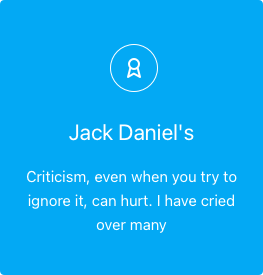 Jack Daniel's
Criticism, even when you try to
ignore it, can hurt. I have cried
over many